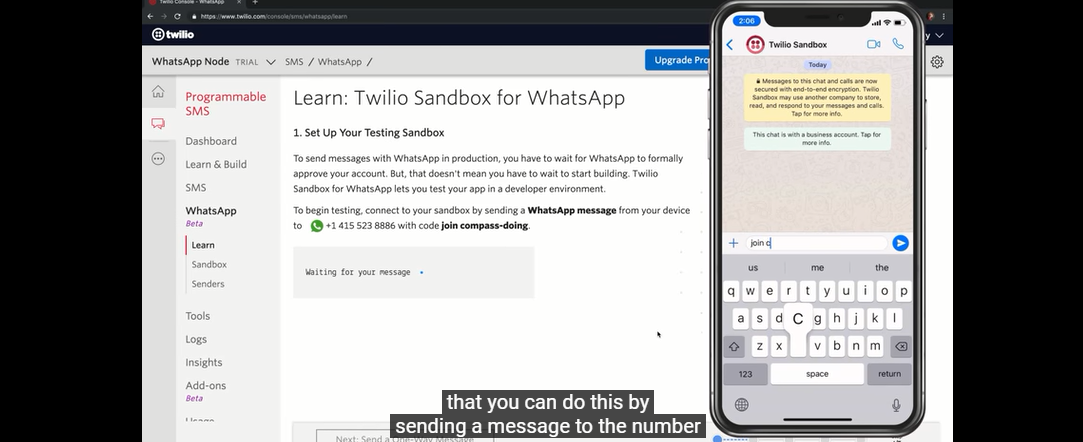 Twilio Console - WhatsApp
https://www.twilio.com/console/sms/whatsapp/learn
twilio
WhatsApp Node TRIAL SMS / WhatsApp /
Upgrade Pro
Programmable
SMS
Dashboard
Learn & Build
SMS
WhatsApp
Beta
Learn
Sandbox
Senders
Tools
Logs
Insights
Add-ons
Beta
Usage
Learn: Twilio Sandbox for WhatsApp
1. Set Up Your Testing Sandbox
To send messages with WhatsApp in production, you have to wait for WhatsApp to formally
approve your account. But, that doesn't mean you have to wait to start building. Twilio
Sandbox for WhatsApp lets you test your app in a developer environment.
To begin testing, connect to your sandbox by sending a WhatsApp message from your device
to +1 415 523 8886 with code join compass-doing.
Waiting for your message
Next: Send a One-Way Message
2:06
Twilio Sandbox
Today
Messages to this chat and calls are now
secured with end-to-end encryption. Twilio
Sandbox may use another company to store,
read, and respond to your messages and calls.
Tap for more info.
This chat is with a business account. Tap for
more info.
join c
us me the
q w e r t y u i o p
a s d C g h j k l
z x v b n m
123 space return
that you can do this by
sending a message to the number